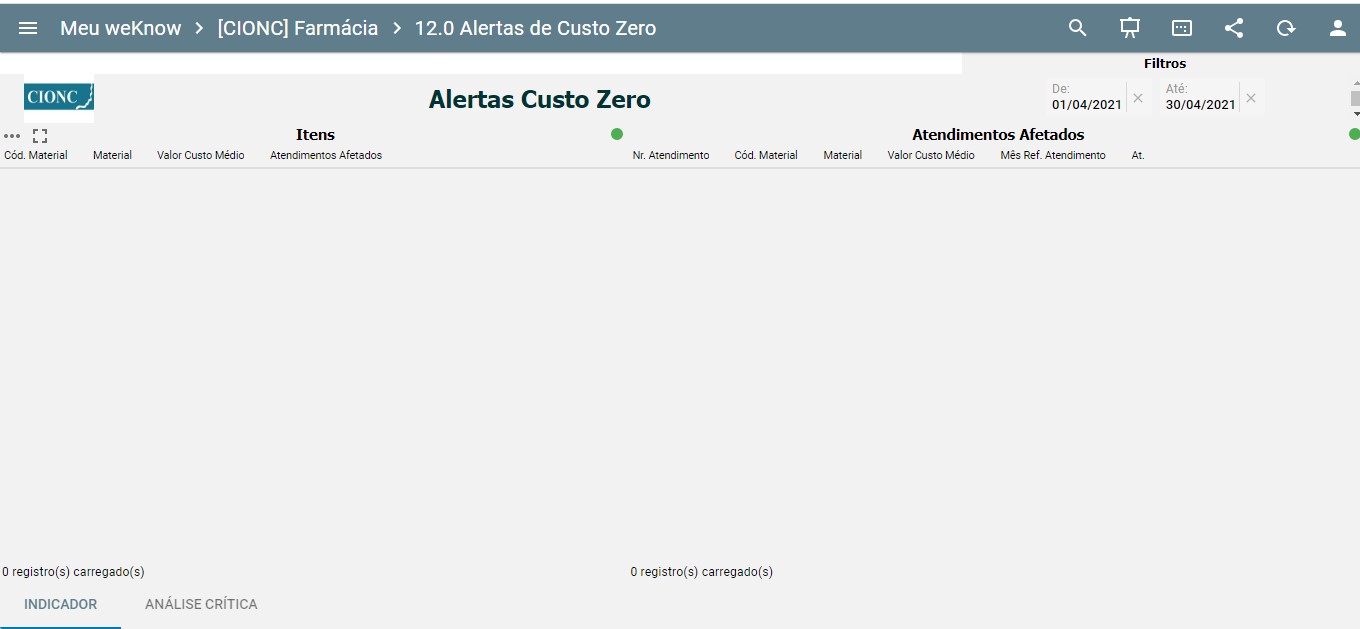 Meu weKnow > [CIONC] Farmácia > 12.0 Alertas de Custo Zero
Filtros
CIONC
Alertas Custo Zero
De:
01/04/2021
Até:
30/04/2021
Itens
Atendimentos Afetados
Cód. Material Material Valor Custo Médio Atendimentos Afetados
Nr. Atendimento Cód. Material Material Valor Custo Médio Mês Ref. Atendimento At.
0 registro(s) carregado(s)
0 registro(s) carregado(s)
INDICADOR ANÁLISE CRÍTICA